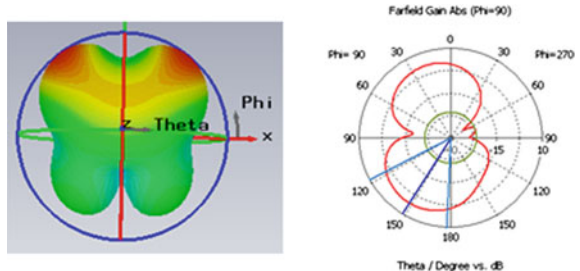 Phi
z Theta
x
Farfield Gain Abs (Phi=90)
0
Phi= 90 30 30 Phi=270
60 60
90 -40 -15 10 90
120 120
150 150
180
Theta / Degree vs. dB